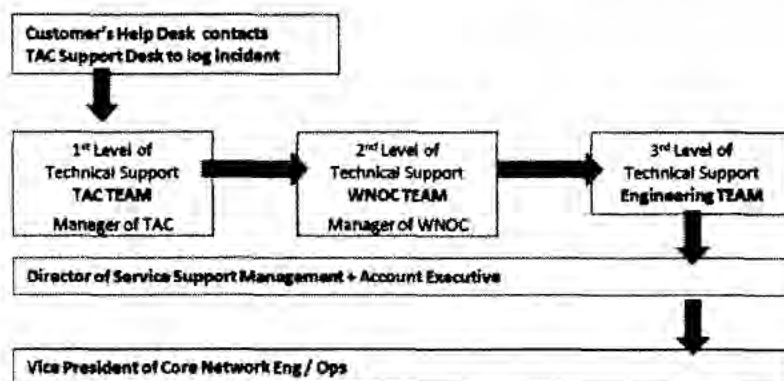 Customer's Help Desk contacts
TAC Support Desk to log incident
1st Level of
Technical Support
TAC TEAM
Manager of TAC
2nd Level of
Technical Support
WNOC TEAM
Manager of WNOC
3rd Level of
Technical Support
Engineering TEAM
Director of Service Support Management + Account Executive
Vice President of Core Network Eng / Ops